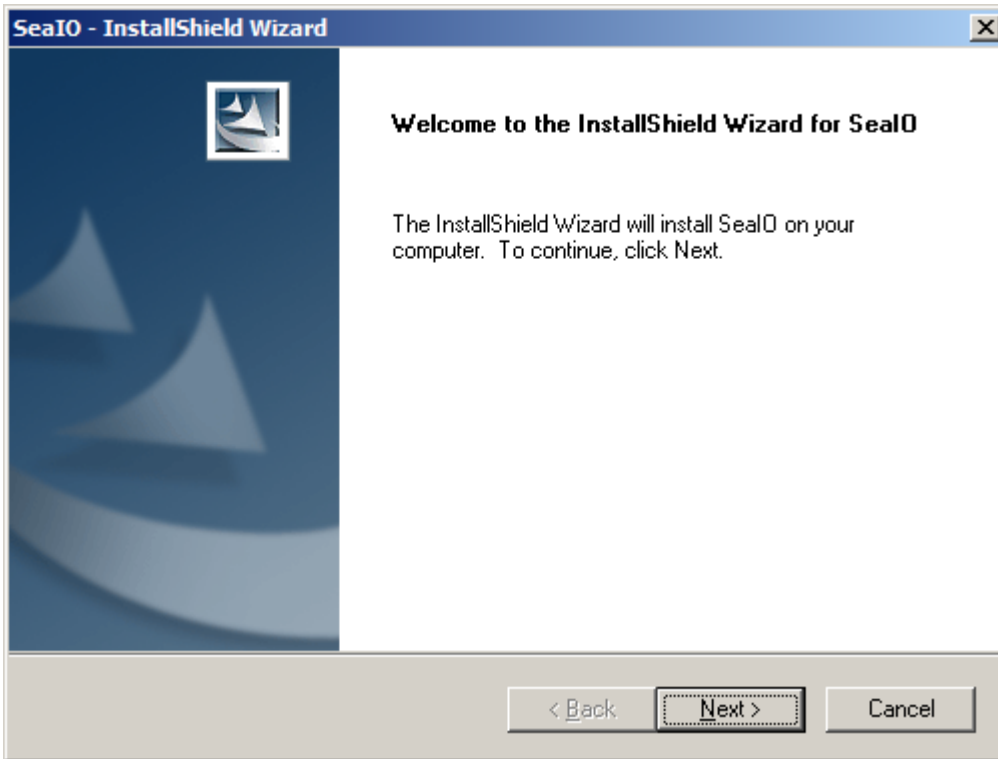 SeaIO - InstallShield Wizard
Welcome to the InstallShield Wizard for SeaIO
The InstallShield Wizard will install SeaIO on your
computer.  To continue, click Next.
< Back
Next >
Cancel